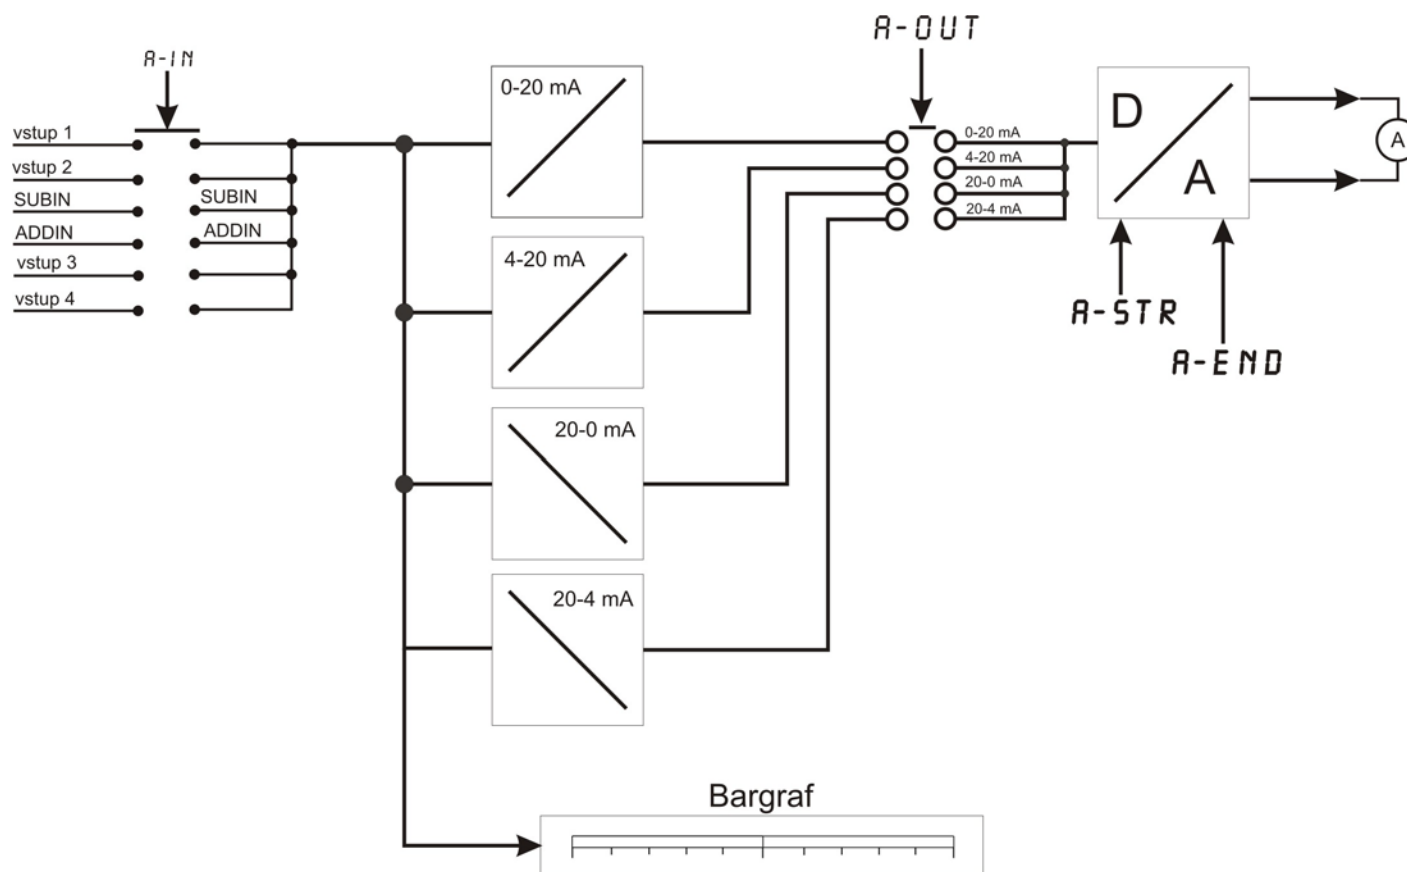 A-IN
vstup 1
vstup 2
SUBIN
SUBIN
ADDIN
ADDIN
vstup 3
vstup 4
0-20 mA
4-20 mA
20-0 mA
20-4 mA
A-OUT
0-20 mA
4-20 mA
20-0 mA
20-4 mA
D
A
A
A-STR
A-END
Bargraf